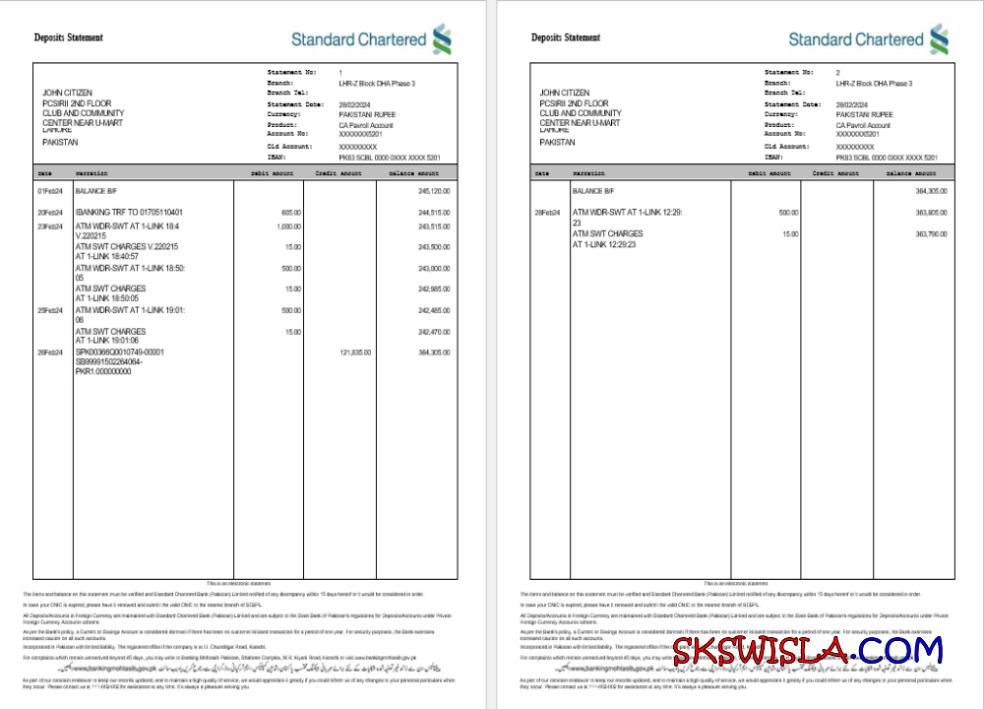 Deposits Statement
Standard Chartered
Statement No: 1
Branch: LHR-Z Block DHA Phase 3
Branch Tel:
JOHN CITIZEN
PCSIRII 2ND FLOOR
CLUB AND COMMUNITY
CENTER NEAR U-MART
LAHORE
PAKISTAN
Statement Date: 28/02/2024
Currency: PAKISTANI RUPEE
Product: CA Payroll Account
Account No: XXXXXXX5201
Old Account: XXXXXXXXX
IBAN: PK83 SCBL 0000 0XXX XXXX 5201
Date Narration Debit Amount Credit Amount Balance Amount
01Feb24 BALANCE B/F 245,120.00
20Feb24 IBANKING TRF TO 01705110401 605.00 244,515.00
23Feb24 ATM WDR-SWT AT 1-LINK 18:4 1,000.00 243,515.00
V.220215
ATM SWT CHARGES V.220215 15.00 243,500.00
AT 1-LINK 18:40:57
ATM WDR-SWT AT 1-LINK 18:50: 500.00 243,000.00
05
ATM SWT CHARGES 15.00 242,985.00
AT 1-LINK 18:50:05
25Feb24 ATM WDR-SWT AT 1-LINK 19:01: 500.00 242,485.00
06
ATM SWT CHARGES 15.00 242,470.00
AT 1-LINK 19:01:06
28Feb24 SPK00366Q0010749-00001 121,835.00 364,305.00
SB99991502264064-
PKR1.000000000
This is an electronic statement
The items and balance on this statement must be verified and Standard Chartered Bank (Pakistan) Limited notified of any discrepancy within 15 days hereof or it would be considered in order.
In case your CNIC is expired, please have it renewed and submit the valid CNIC to the nearest branch of SCBPL.
All Deposits/Accounts in Foreign Currency are maintained with Standard Chartered Bank (Pakistan) and are subject to the State Bank of Pakistan's regulations for Deposits/Accounts under Private
Foreign Currency Accounts scheme.
As per the Bank's policy, a Current or Savings Account is considered dormant if there has been no customer initiated transaction for a period of one year. For security purposes, the Bank exercises
increased caution on all such accounts.
Incorporated in Pakistan with limited liability. The registered office of the company is at I.I. Chundrigar Road, Karachi.
For complaints which remain unresolved beyond 45 days, you may write to Banking Mohtasib Pakistan, Shaheen Complex, M.R. Kiyani Road, Karachi or visit www.bankingmohtasib.gov.pk
As part of our constant endeavor to keep our records updated, and to maintain a high quality of service, we would appreciate it greatly if you could inform us of any changes in your personal particulars when
they occur. Please contact us at 111-002-002 for assistance at any time. It's always a pleasure serving you.
Deposits Statement
Standard Chartered
Statement No: 2
Branch: LHR-Z Block DHA Phase 3
Branch Tel:
JOHN CITIZEN
PCSIRII 2ND FLOOR
CLUB AND COMMUNITY
CENTER NEAR U-MART
LAHORE
PAKISTAN
Statement Date: 28/02/2024
Currency: PAKISTANI RUPEE
Product: CA Payroll Account
Account No: XXXXXXX5201
Old Account: XXXXXXXXX
IBAN: PK83 SCBL 0000 0XXX XXXX 5201
Date Narration Debit Amount Credit Amount Balance Amount
BALANCE B/F 364,305.00
28Feb24 ATM WDR-SWT AT 1-LINK 12:29: 500.00 363,805.00
23
ATM SWT CHARGES 15.00 363,790.00
AT 1-LINK 12:29:23
This is an electronic statement
The items and balance on this statement must be verified and Standard Chartered Bank (Pakistan) Limited notified of any discrepancy within 15 days hereof or it would be considered in order.
In case your CNIC is expired, please have it renewed and submit the valid CNIC to the nearest branch of SCBPL.
All Deposits/Accounts in Foreign Currency are maintained with Standard Chartered Bank (Pakistan) and are subject to the State Bank of Pakistan's regulations for Deposits/Accounts under Private
Foreign Currency Accounts scheme.
As per the Bank's policy, a Current or Savings Account is considered dormant if there has been no customer initiated transaction for a period of one year. For security purposes, the Bank exercises
increased caution on all such accounts.
Incorporated in Pakistan with limited liability. The registered office of the
For complaints which remain unresolved beyond 45 days, you may write
SKSWISLA.COM
As part of our constant endeavor to keep our records updated, and to maintain a high quality of service, we would appreciate it greatly if you could inform us of any changes in your personal particulars when
they occur. Please contact us at 111-002-002 for assistance at any time. It's always a pleasure serving you.